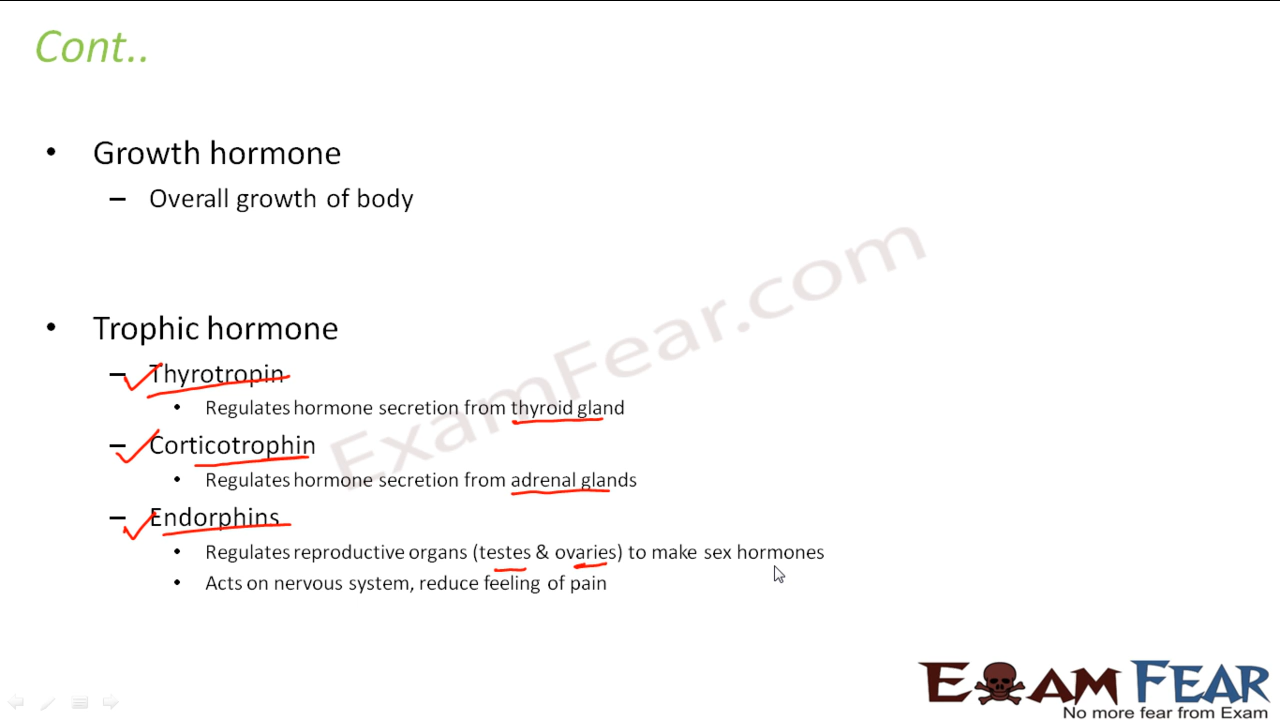 Cont..
• Growth hormone
– Overall growth of body
• Trophic hormone
– Thyrotropin
• Regulates hormone secretion from thyroid gland
– Corticotrophin
• Regulates hormone secretion from adrenal glands
– Endorphins
• Regulates reproductive organs (testes & ovaries) to make sex hormones
• Acts on nervous system, reduce feeling of pain
ExamFear.com
EXAM FEAR
No more fear from Exam